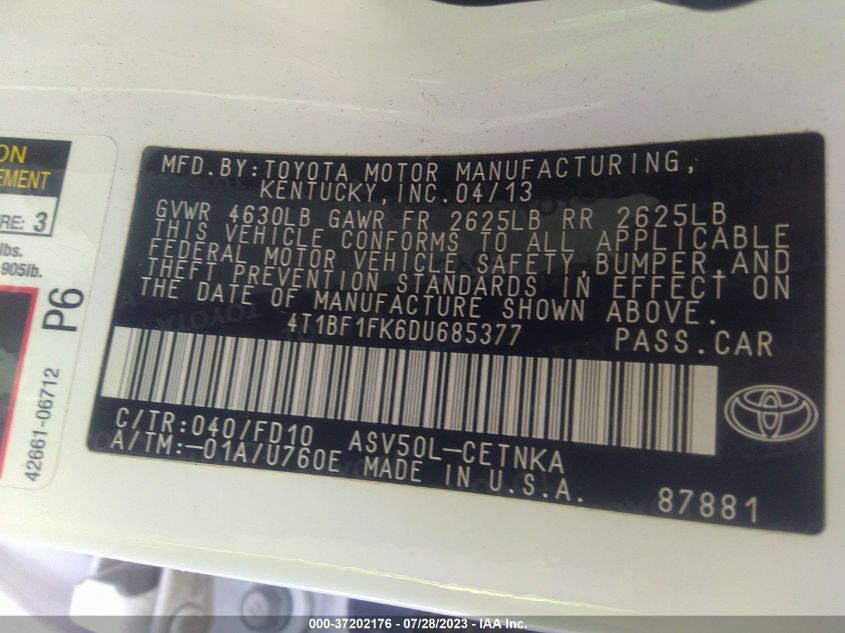 ON
EMENT
RE: 3
lbs.
905lb.
P6
42661-06712
MFD.BY:TOYOTA MOTOR MANUFACTURING,
KENTUCKY,INC.04/13
GVWR 4630LB GAWR FR 2625LB RR 2625LB
THIS VEHICLE CONFORMS TO ALL APPLICABLE
FEDERAL MOTOR VEHICLE SAFETY,BUMPER,AND
THEFT PREVENTION STANDARDS IN EFFECT ON
THE DATE OF MANUFACTURE SHOWN ABOVE.
4T1BF1FK6DU685377 PASS.CAR
C/TR:040/FD10 ASV50L-CETNKA
A/TM:-01A/U760E MADE IN U.S.A.
87881
000-37202176 - 07/28/2023 - IAA, Inc.